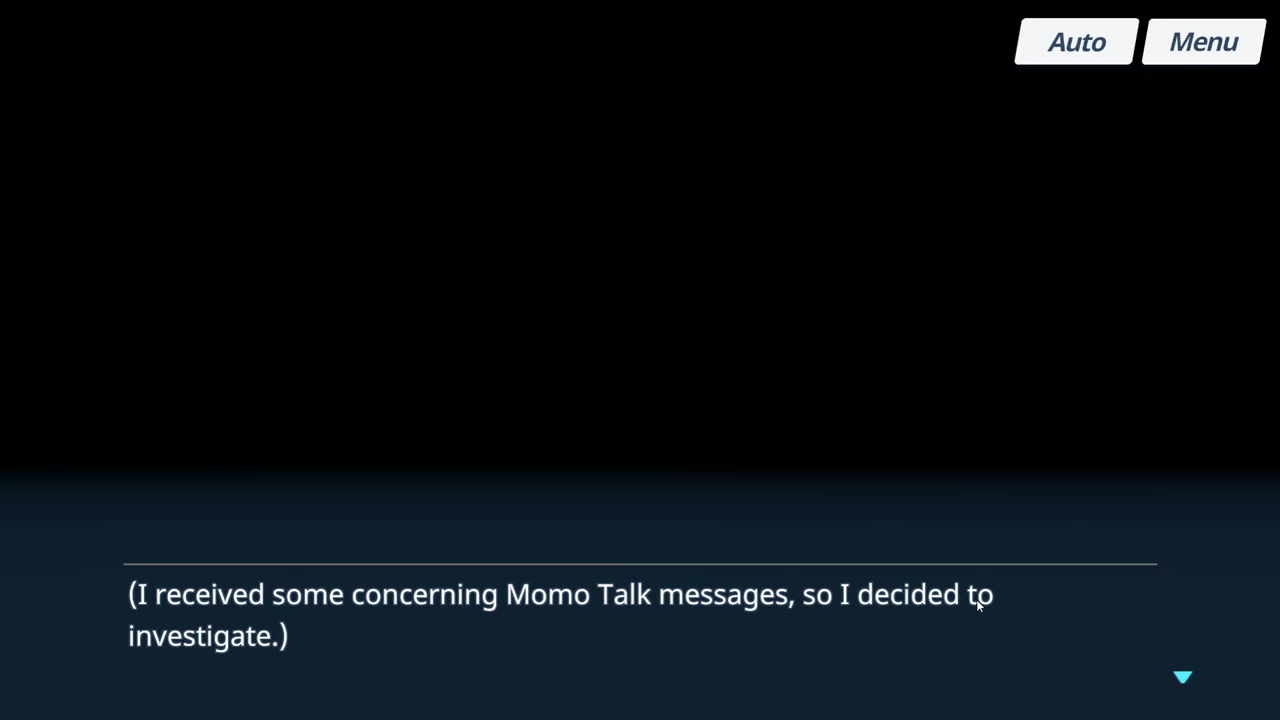 Auto
Menu
(I received some concerning Momo Talk messages, so I decided to
investigate.)